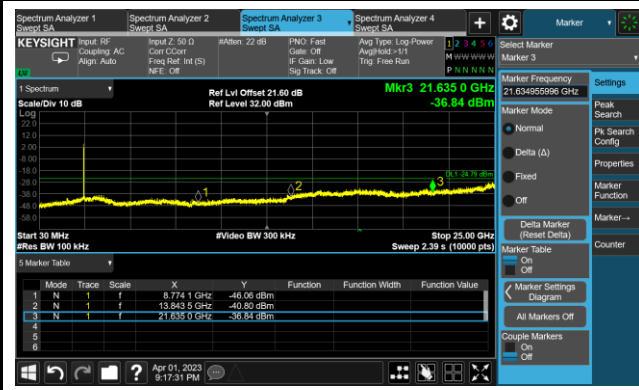 Spectrum Analyzer 1
Swept SA
Spectrum Analyzer 2
Swept SA
Spectrum Analyzer 3
Swept SA
Spectrum Analyzer 4
Swept SA
Marker
KEYSIGHT
Input: RF
Coupling: AC
Align: Auto
Input Z: 50 Ω
Corr CCorr
Freq Ref: Int (S)
NFE: Off
#Atten: 22 dB
PNO: Fast
Gate: Off
IF Gain: Low
Sig Track: Off
Avg Type: Log-Power
Avg|Hold:>1/1
Trig: Free Run
1 2 3 4 5 6
M W W W W W
P N N N N N
LXI
1 Spectrum
Scale/Div 10 dB
Ref Lvl Offset 21.60 dB
Ref Level 32.00 dBm
Mkr3 21.635 0 GHz
-36.84 dBm
Log
22.0
12.0
2.00
-8.00
-18.0
-28.0
-38.0
-48.0
-58.0
DL1 -24.79 dBm
1
2
3
Start 30 MHz
#Res BW 100 kHz
#Video BW 300 kHz
Stop 25.00 GHz
Sweep 2.39 s (10000 pts)
5 Marker Table
Mode Trace Scale X Y Function Function Width Function Value
1 N 1 f 8.774 1 GHz -46.06 dBm
2 N 1 f 13.843 5 GHz -40.80 dBm
3 N 1 f 21.635 0 GHz -36.84 dBm
4
5
6
Apr 01, 2023
9:17:31 PM
Select Marker
Marker 3
Marker Frequency
21.634955996 GHz
Marker Mode
Normal
Delta (Δ)
Fixed
Off
Delta Marker
(Reset Delta)
Marker Table
On
Off
Marker Settings
Diagram
All Markers Off
Couple Markers
On
Off
Settings
Peak
Search
Pk Search
Config
Properties
Marker
Function
Marker→
Counter